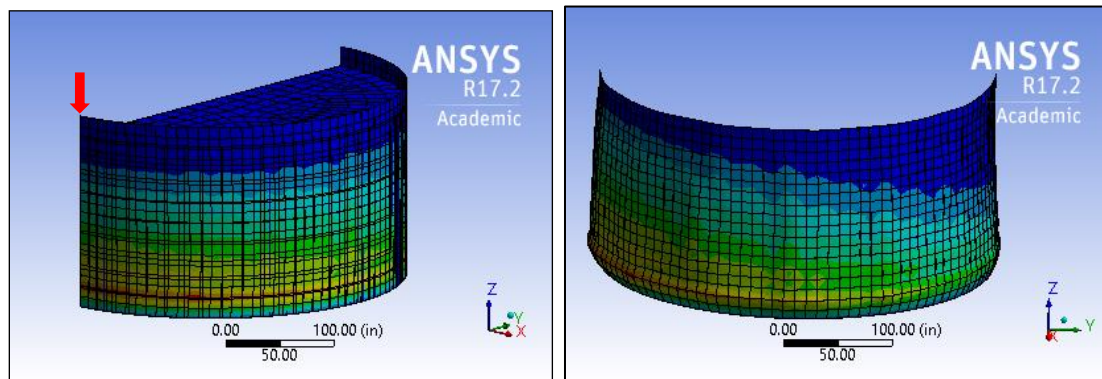 ANSYS
R17.2
Academic
Z
Y
X
0.00 100.00 (in)
50.00
ANSYS
R17.2
Academic
Z
Y
X
0.00 100.00 (in)
50.00